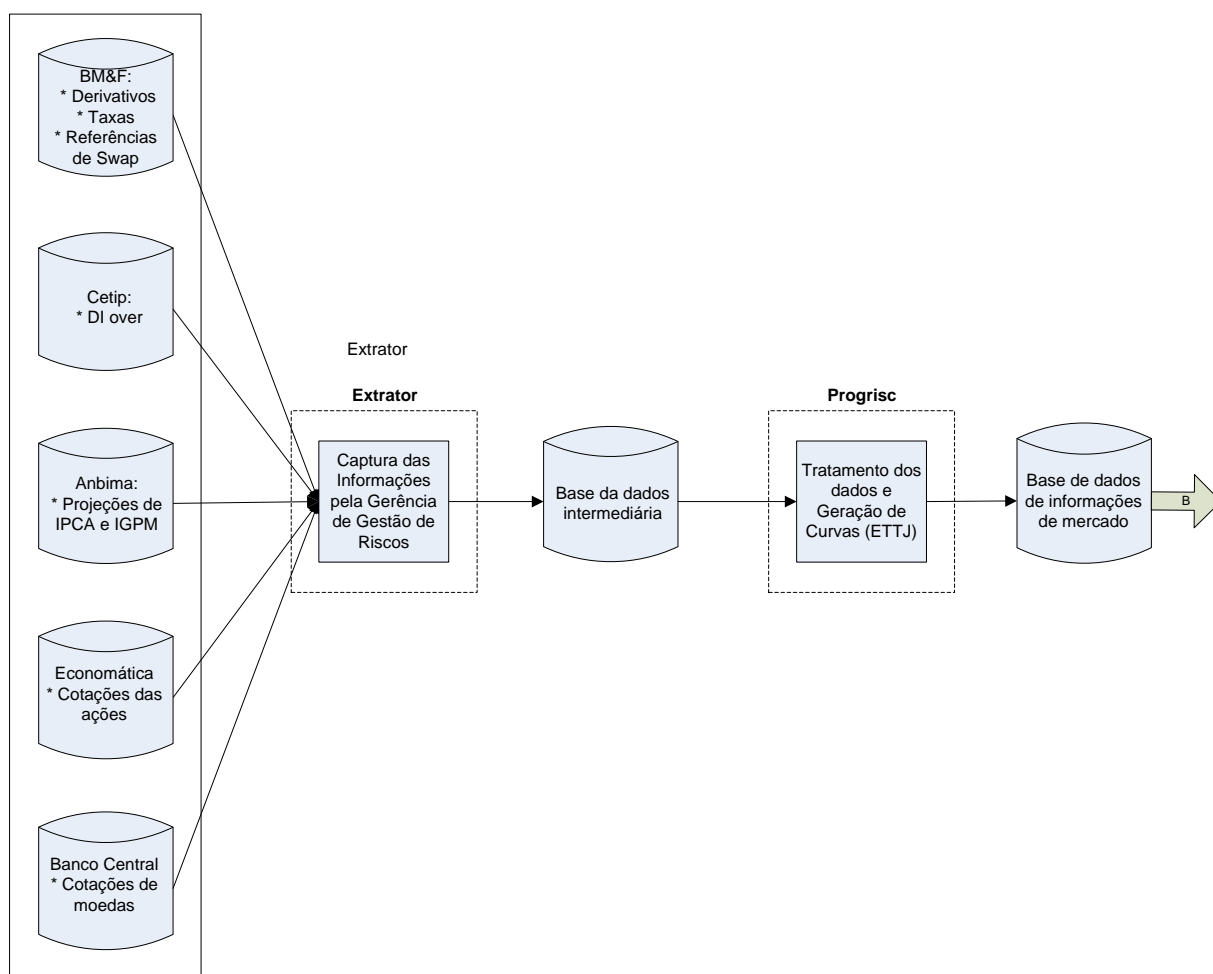 BM&F:
* Derivativos
* Taxas
* Referências
de Swap
Cetip:
* DI over
Anbima:
* Projeções de
IPCA e IGPM
Economática
* Cotações das
ações
Banco Central
* Cotações de
moedas
Extrator
Extrator
Captura das
Informações
pela Gerência
de Gestão de
Riscos
Base da dados
intermediária
Progrisc
Tratamento dos
dados e
Geração de
Curvas (ETTJ)
Base de dados
de informações
de mercado
B